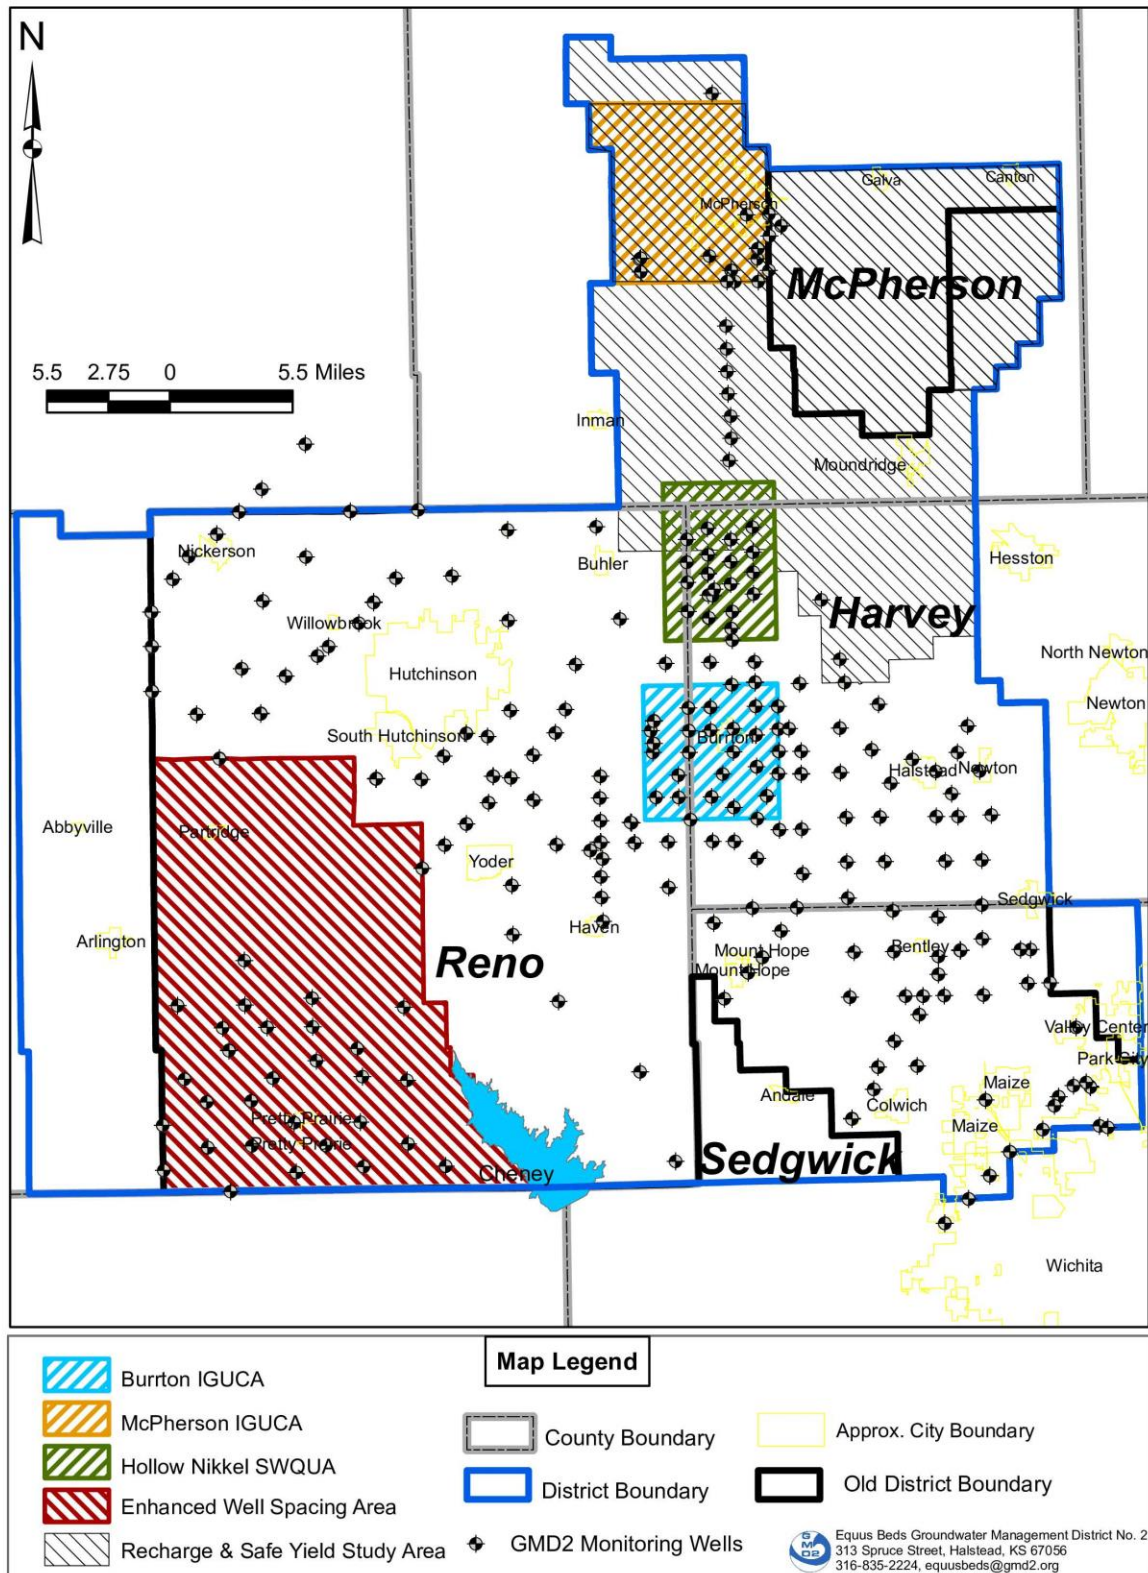 N
Galva
Canton
McPherson
McPherson
5.5 2.75 0 5.5 Miles
Inman
Moundridge
Nickerson
Buhler
Hesston
Willowbrook
Harvey
North Newton
Hutchinson
Newton
South Hutchinson
Burrton
Halstead
Newton
Abbyville
Partridge
Yoder
Sedgwick
Haven
Arlington
Bentley
Reno
Mount Hope
Mount Hope
Valley Center
Park City
Maize
Andale
Colwich
Pretty Prairie
Maize
Pretty Prairie
Sedgwick
Cheney
Wichita
Map Legend
Burrton IGUCA
McPherson IGUCA
Hollow Nikkel SWQUA
Enhanced Well Spacing Area
Recharge & Safe Yield Study Area
County Boundary
District Boundary
GMD2 Monitoring Wells
Approx. City Boundary
Old District Boundary
GMD2
Equus Beds Groundwater Management District No. 2
313 Spruce Street, Halstead, KS 67056
316-835-2224, equusbeds@gmd2.org